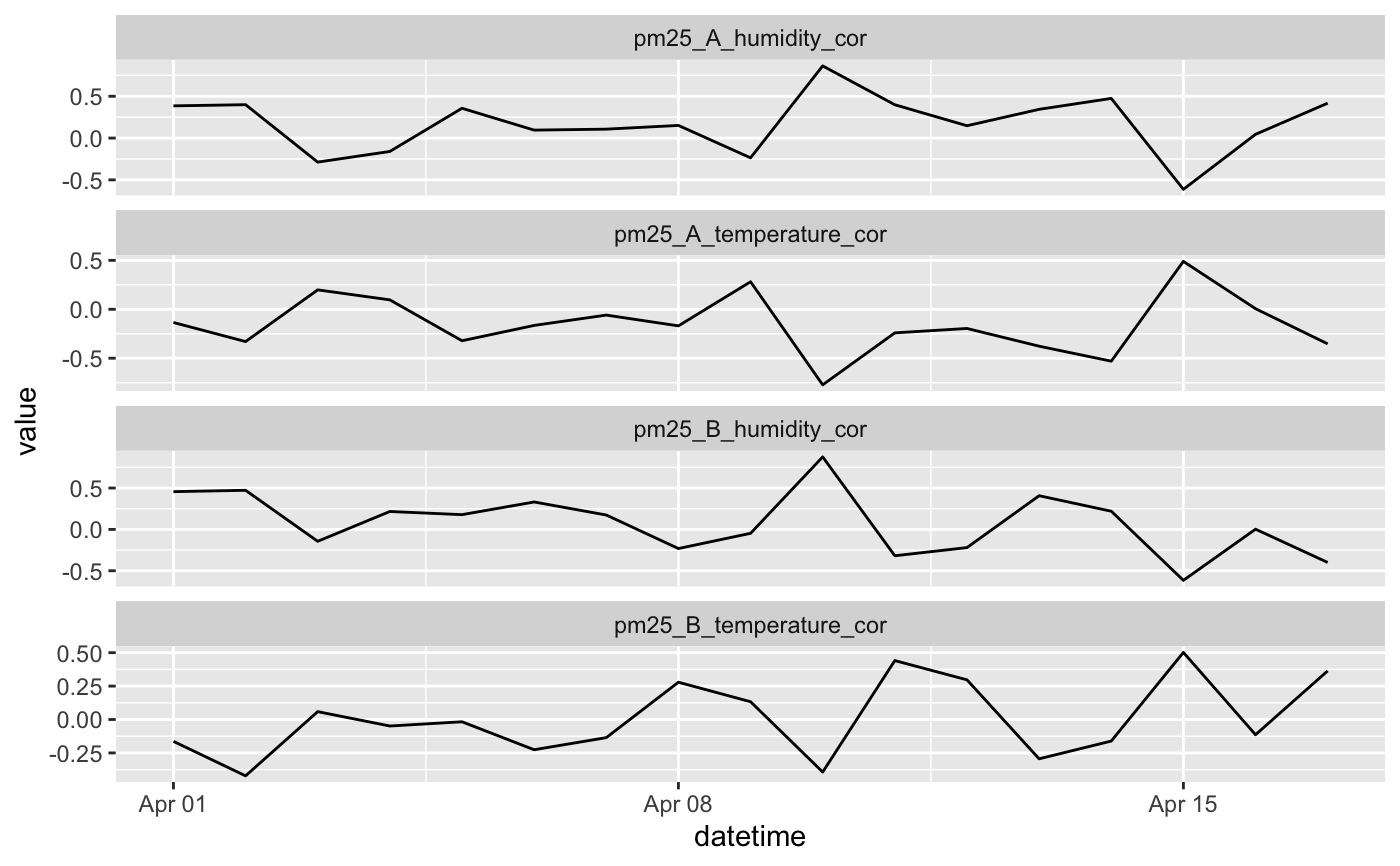 pm25_A_humidity_cor
0.5
0.0
-0.5
pm25_A_temperature_cor
0.5
0.0
-0.5
value
pm25_B_humidity_cor
0.5
0.0
-0.5
pm25_B_temperature_cor
0.50
0.25
0.00
-0.25
Apr 01 Apr 08 Apr 15
datetime